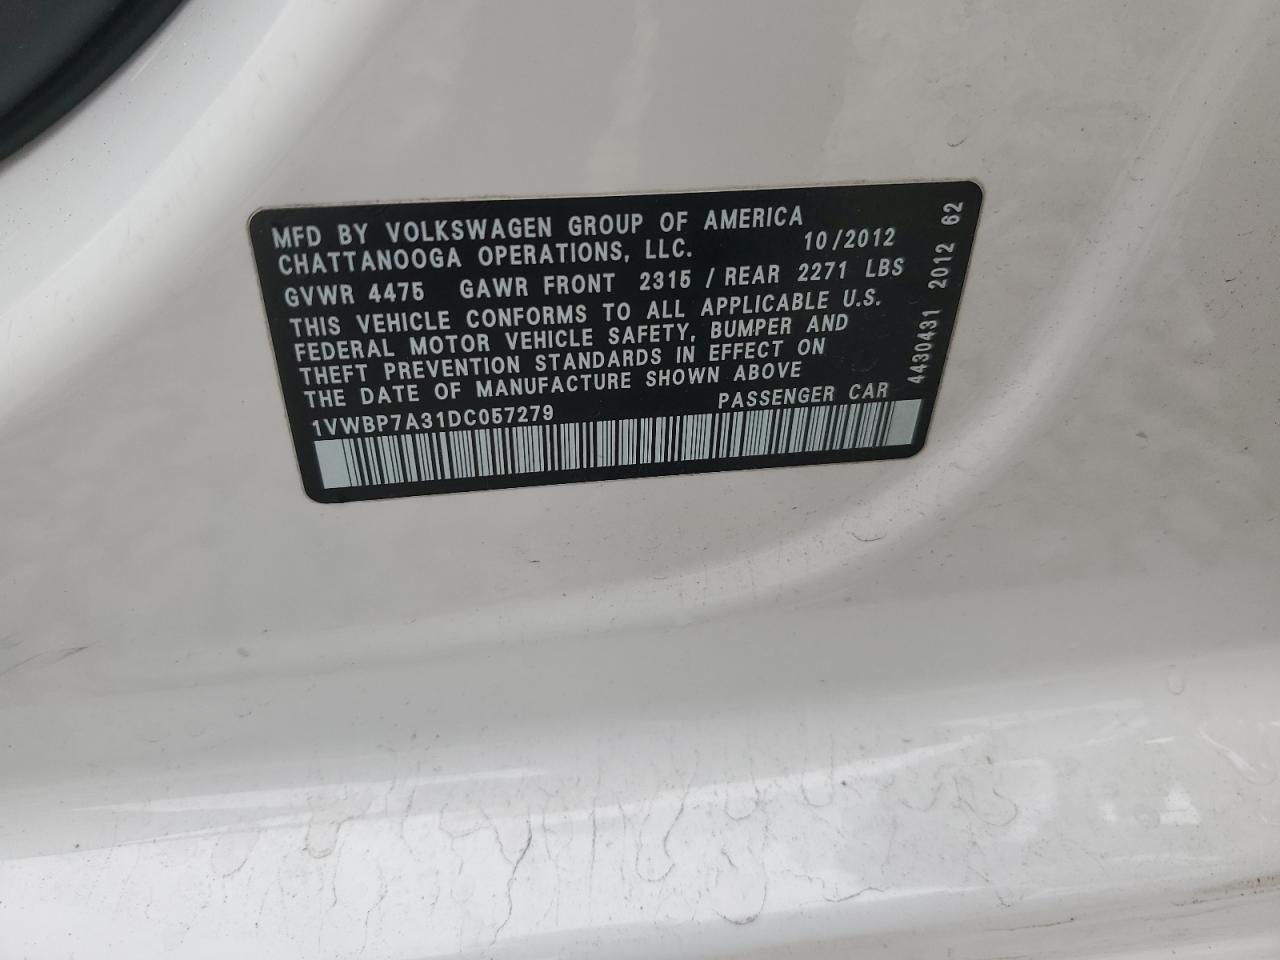 MFD BY VOLKSWAGEN GROUP OF AMERICA
CHATTANOOGA OPERATIONS, LLC. 10/2012
GVWR 4475 GAWR FRONT 2315 / REAR 2271 LBS
THIS VEHICLE CONFORMS TO ALL APPLICABLE U.S.
FEDERAL MOTOR VEHICLE SAFETY, BUMPER AND
THEFT PREVENTION STANDARDS IN EFFECT ON
THE DATE OF MANUFACTURE SHOWN ABOVE
1VWBP7A31DC057279 PASSENGER CAR
4430431 2012 62